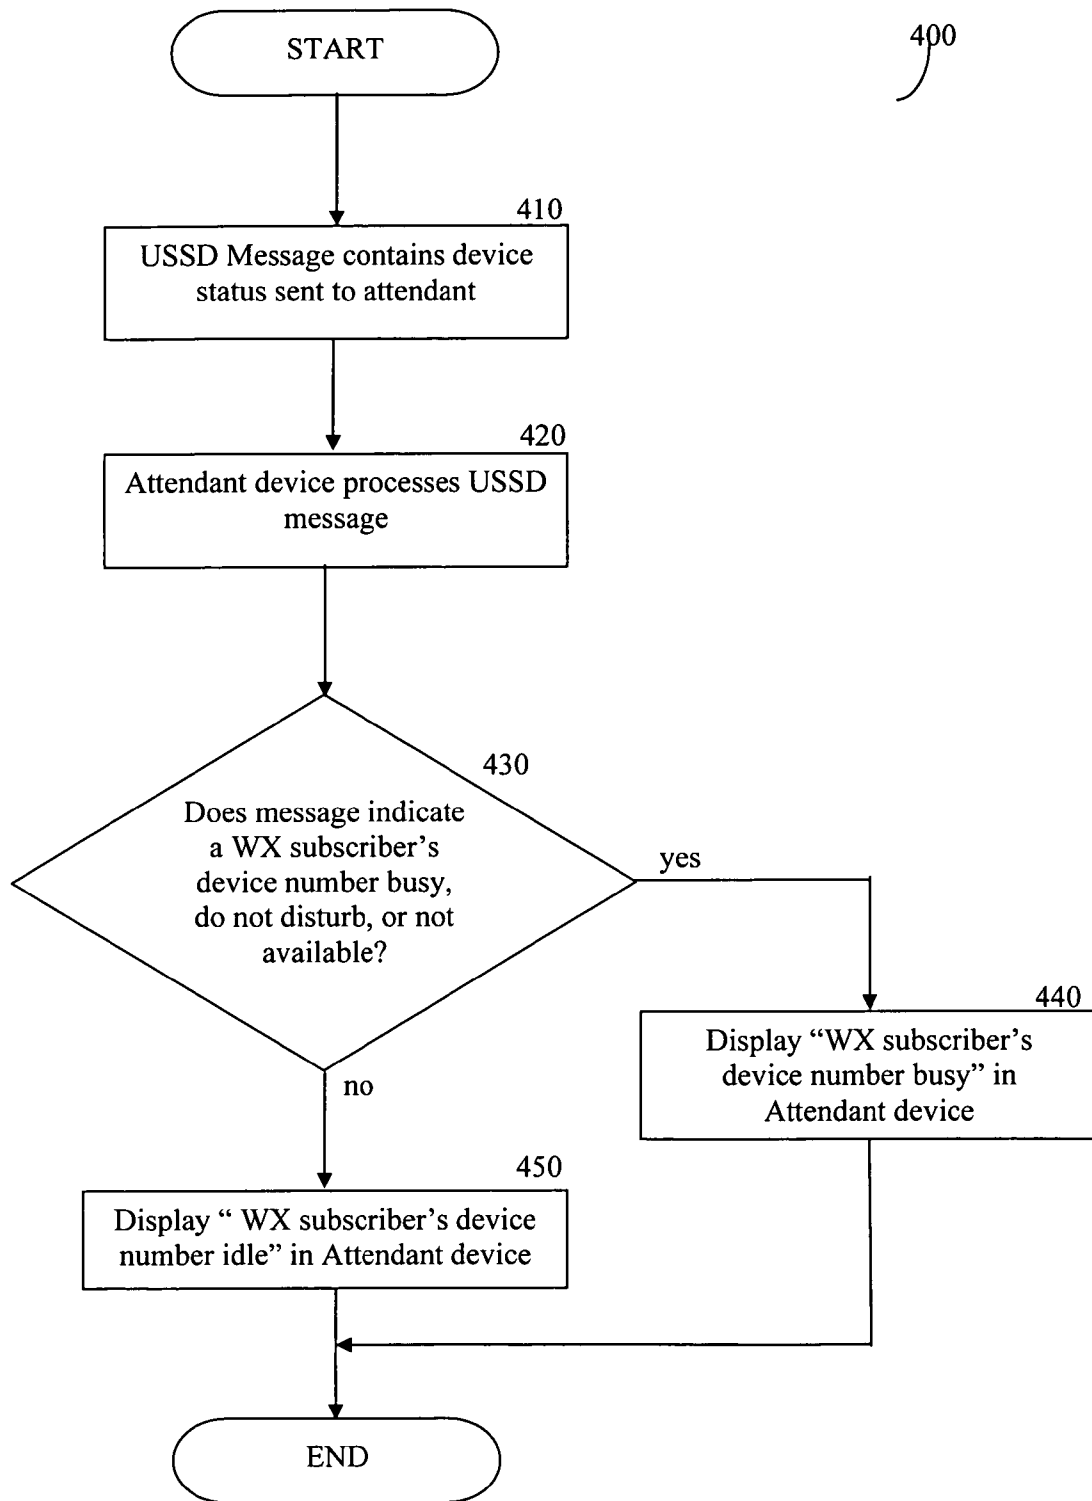 START
400
410
USSD Message contains device
status sent to attendant
420
Attendant device processes USSD
message
430
Does message indicate
a WX subscriber's
device number busy,
do not disturb, or not
available?
yes
440
Display “WX subscriber's
device number busy” in
Attendant device
no
450
Display “ WX subscriber's device
number idle” in Attendant device
END